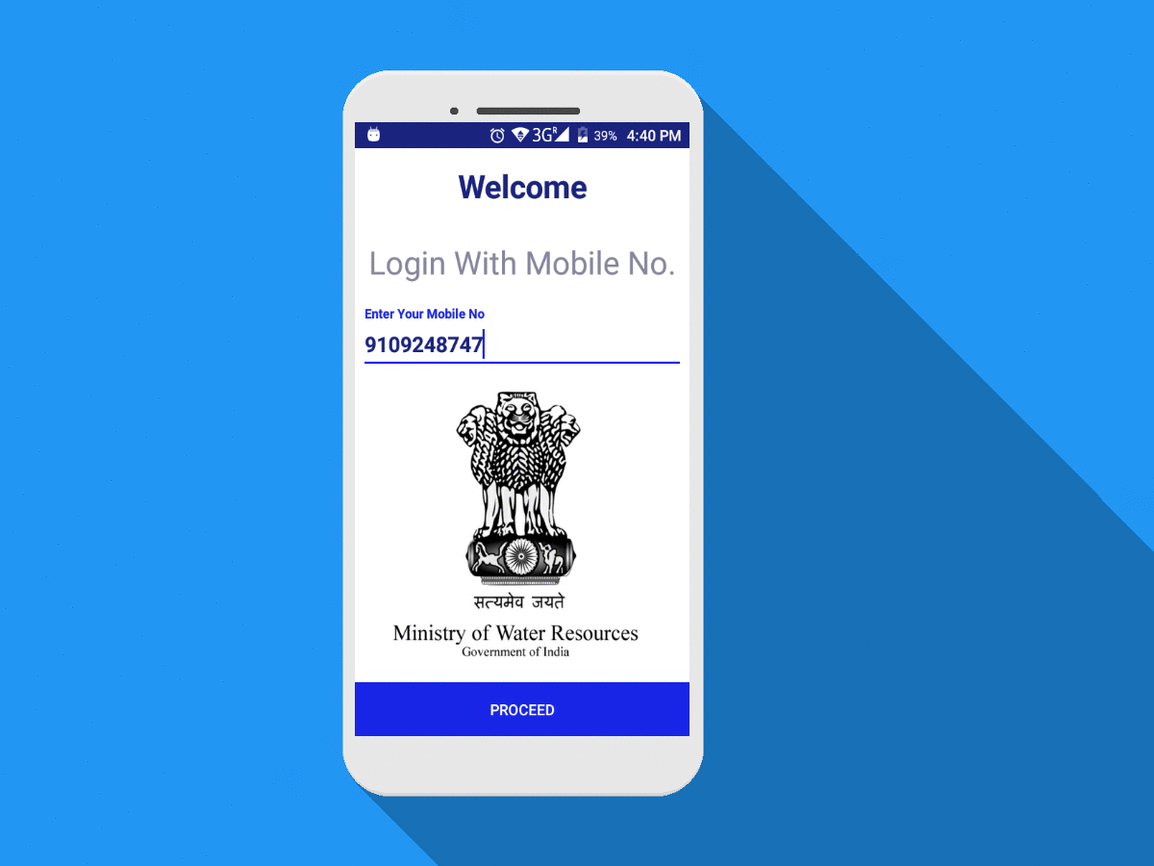 3G R 39% 4:40 PM
Welcome
Login With Mobile No.
Enter Your Mobile No
9109248747
सत्यमेव जयते
Ministry of Water Resources
Government of India
PROCEED